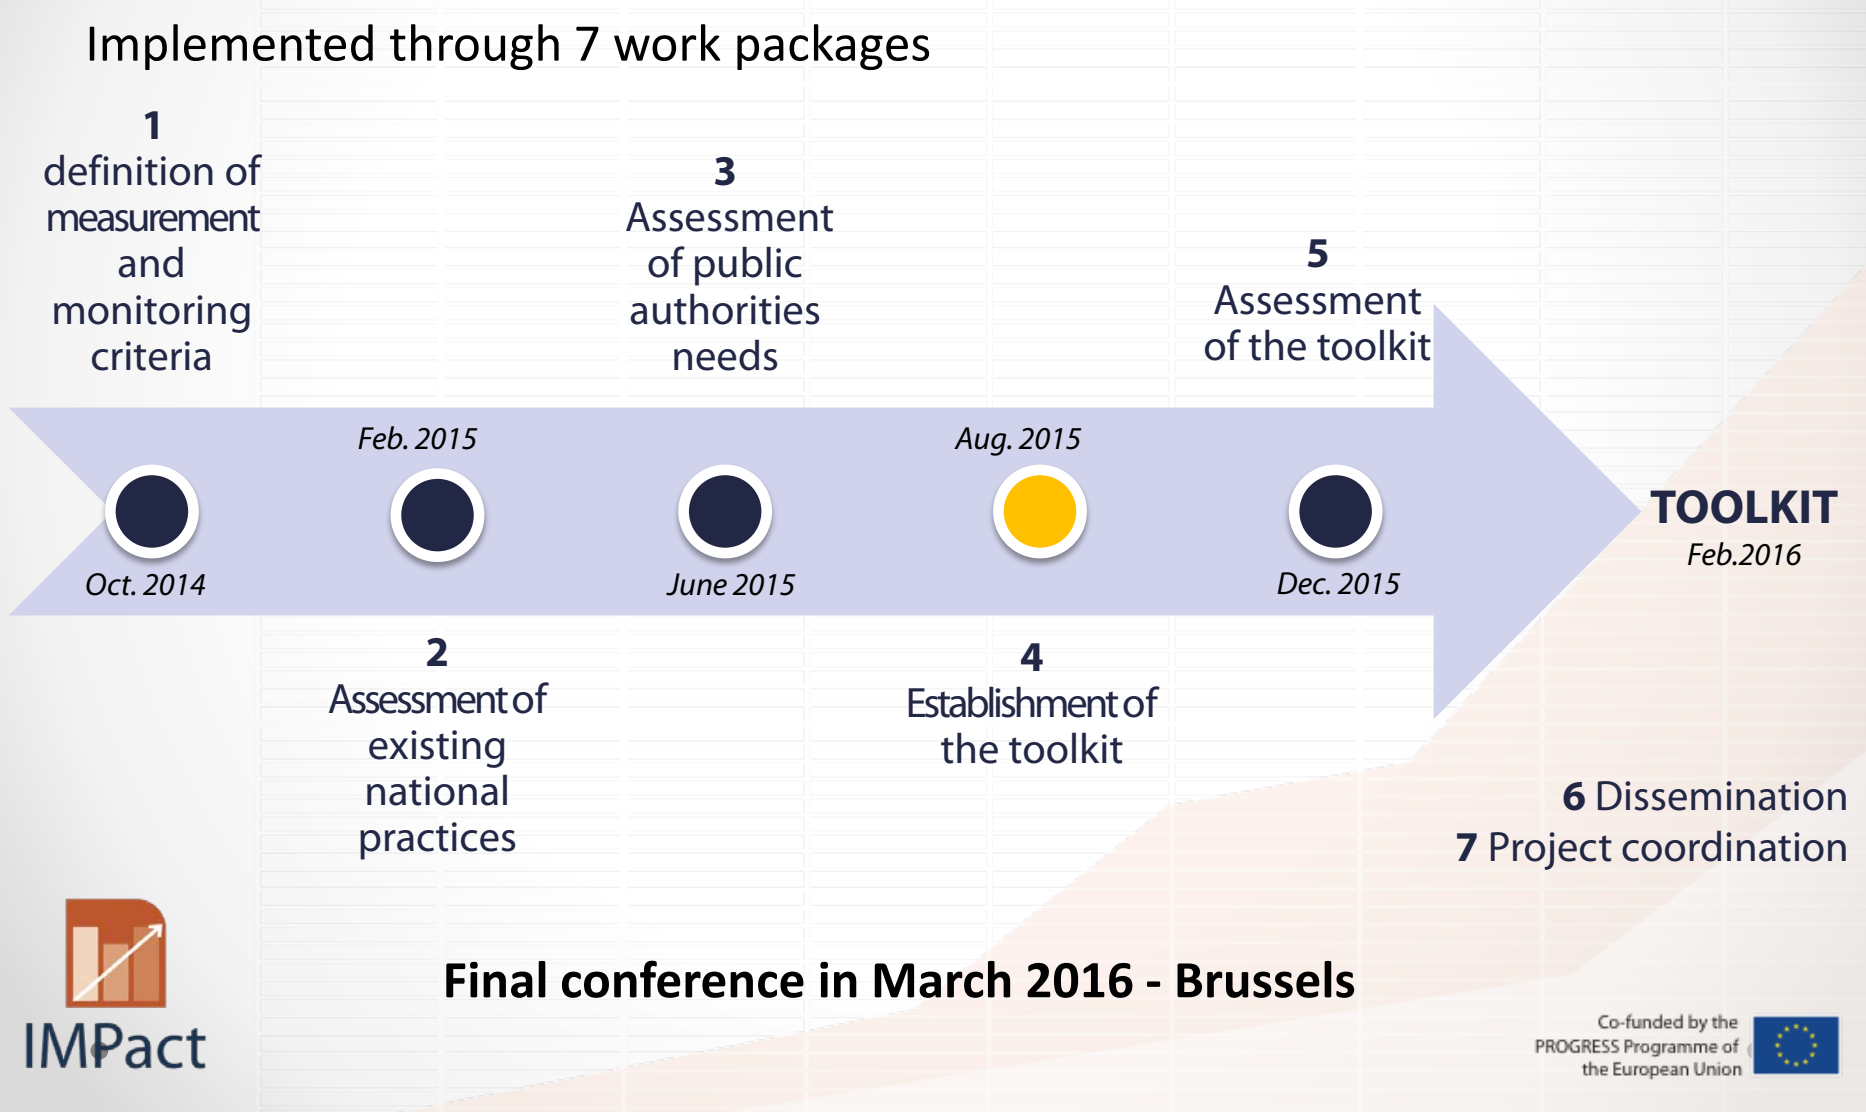 Implemented through 7 work packages
1
definition of
measurement
and
monitoring
criteria
3
Assessment
of public
authorities
needs
5
Assessment
of the toolkit
Feb. 2015
Aug. 2015
TOOLKIT
Feb.2016
Oct. 2014
June 2015
Dec. 2015
2
Assessment of
existing
national
practices
4
Establishment of
the toolkit
6 Dissemination
7 Project coordination
Final conference in March 2016 - Brussels
IMPact
Co-funded by the
PROGRESS Programme of
the European Union